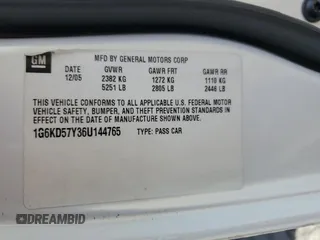 GM
MFD BY GENERAL MOTORS CORP
DATE GVWR GAWR FRT GAWR RR
12/05 2382 KG 1272 KG 1110 KG
5251 LB 2805 LB 2446 LB
THIS VEHICLE CONFORMS TO ALL APPLICABLE U.S. FEDERAL MOTOR
VEHICLE SAFETY, BUMPER, AND THEFT PREVENTION STANDARDS
IN EFFECT ON THE DATE OF MANUFACTURE SHOWN ABOVE.
1G6KD57Y36U144765 TYPE: PASS CAR
DREAMBID